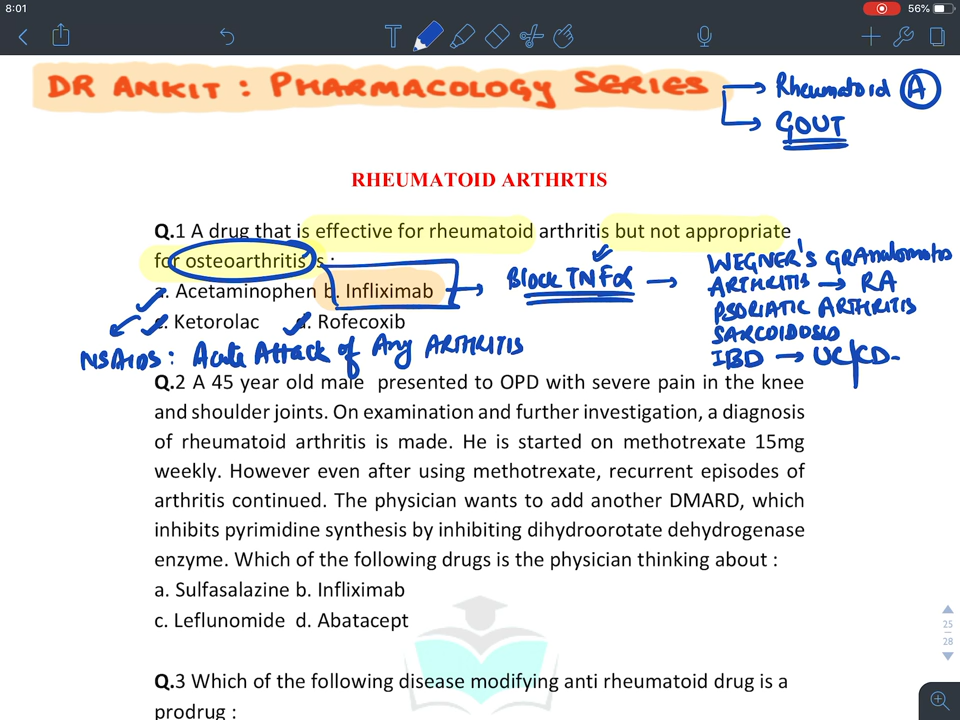 8:01
56%
T
DR ANKIT : PHARMACOLOGY SERIES
Rheumatoid A
GOUT
RHEUMATOID ARTHRTIS
Q.1 A drug that is effective for rheumatoid arthritis but not appropriate
for osteoarthritis is :
a. Acetaminophen b. Infliximab
c. Ketorolac d. Rofecoxib
Block TNFα
WEGNER'S GRANulomatos
ARTHRITIS → RA
PSORIATIC ARTHRITIS
SARCOIDOSIS
IBD → UC/CD
NSAIDS : Acute Attack of Any ARTHRITIS
Q.2 A 45 year old male presented to OPD with severe pain in the knee
and shoulder joints. On examination and further investigation, a diagnosis
of rheumatoid arthritis is made. He is started on methotrexate 15mg
weekly. However even after using methotrexate, recurrent episodes of
arthritis continued. The physician wants to add another DMARD, which
inhibits pyrimidine synthesis by inhibiting dihydroorotate dehydrogenase
enzyme. Which of the following drugs is the physician thinking about :
a. Sulfasalazine b. Infliximab
c. Leflunomide d. Abatacept
25
28
Q.3 Which of the following disease modifying anti rheumatoid drug is a
prodrug :